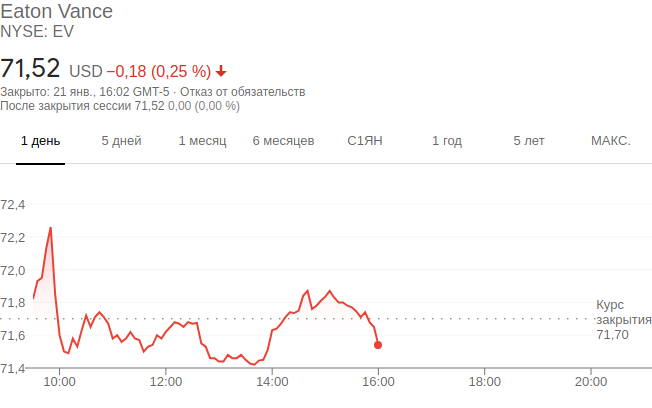 Eaton Vance
NYSE: EV
71,52 USD −0,18 (0,25 %)
Закрыто: 21 янв., 16:02 GMT-5 · Отказ от обязательств
После закрытия сессии 71,52 0,00 (0,00 %)
1 день 5 дней 1 месяц 6 месяцев С1ЯН 1 год 5 лет МАКС.
72,4
72,2
72,0
71,8
71,6
71,4
Курс
закрытия
71,70
10:00 12:00 14:00 16:00 18:00 20:00